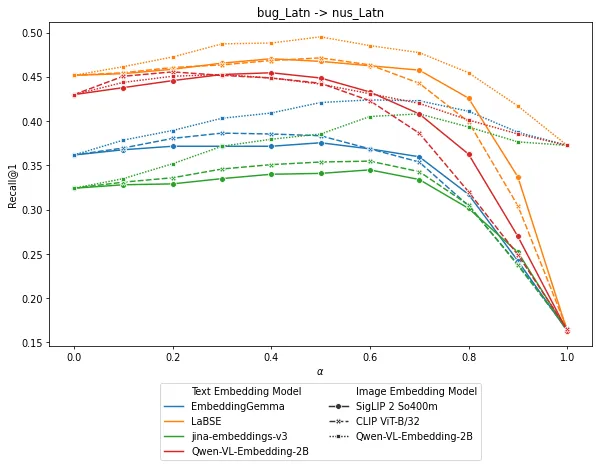 bug_Latn -> nus_Latn
Recall@1
0.50
0.45
0.40
0.35
0.30
0.25
0.20
0.15
0.0 0.2 0.4 0.6 0.8 1.0
α
Text Embedding Model
EmbeddingGemma
LaBSE
jina-embeddings-v3
Qwen-VL-Embedding-2B
Image Embedding Model
SigLIP 2 So400m
CLIP ViT-B/32
Qwen-VL-Embedding-2B